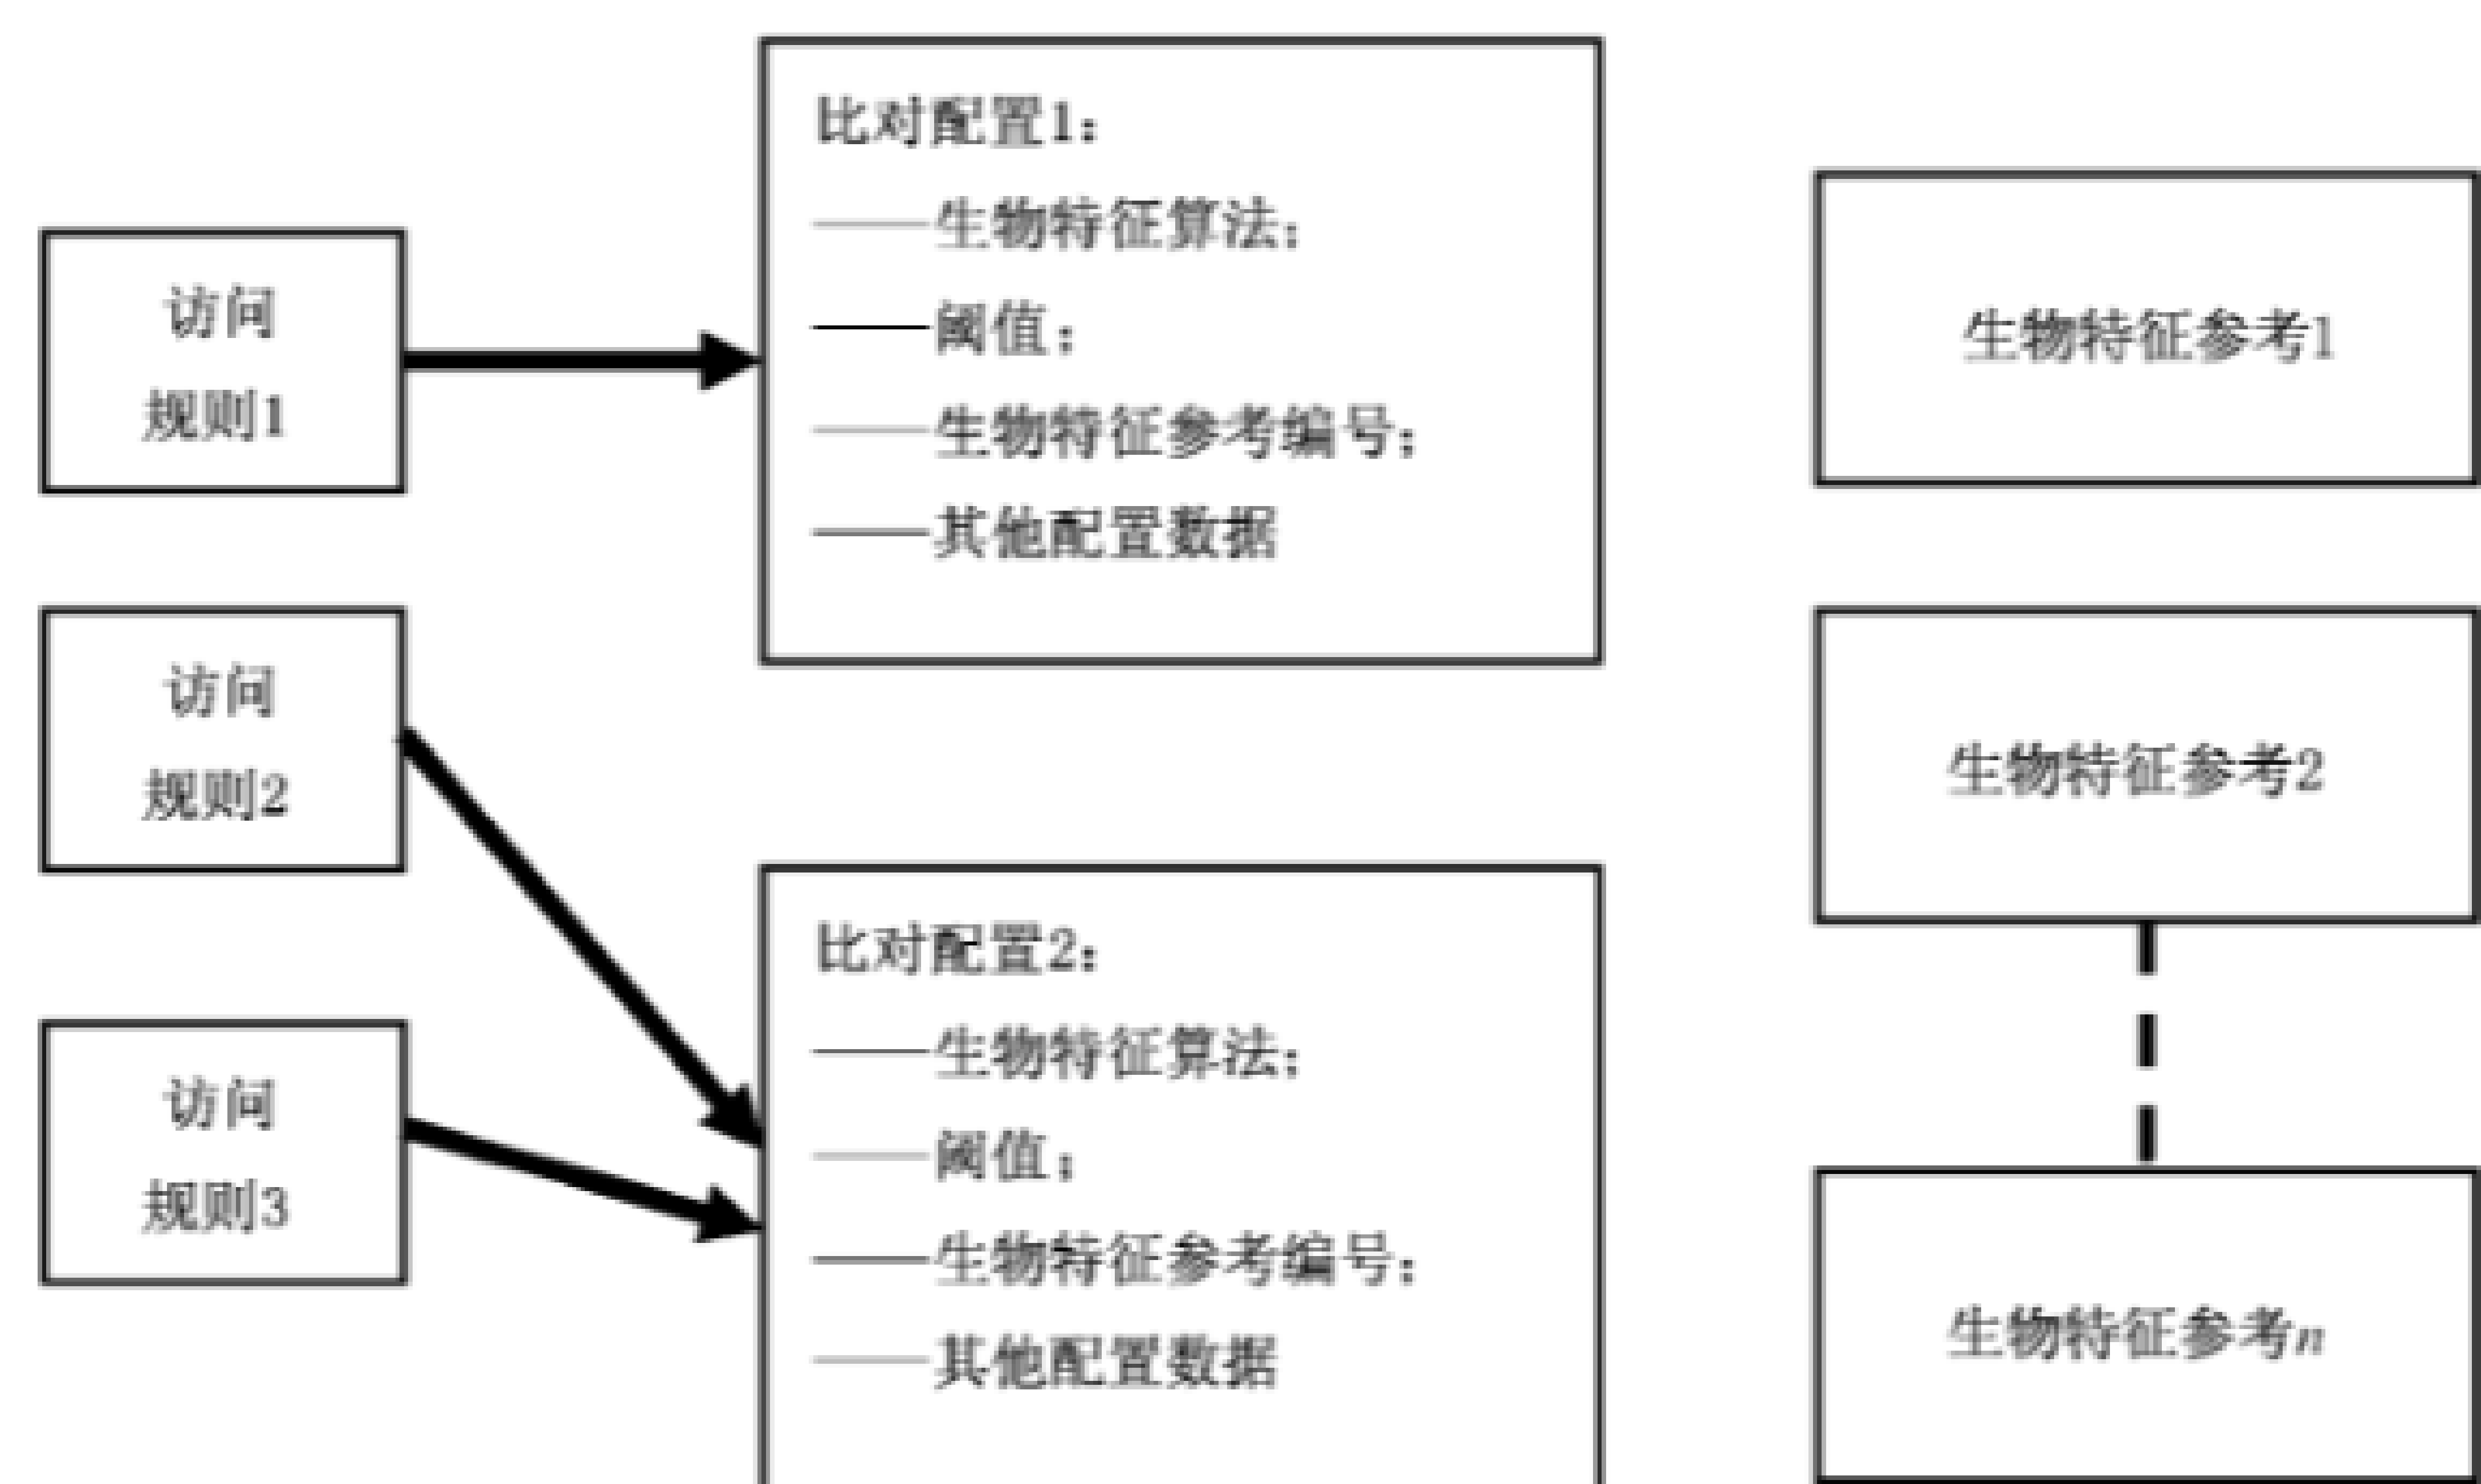 访问
规则1
访问
规则2
访问
规则3
比对配置1：
——生物特征算法；
——阈值；
——生物特征参考编号；
——其他配置数据
比对配置2：
——生物特征算法；
——阈值；
——生物特征参考编号；
——其他配置数据
生物特征参考1
生物特征参考2
生物特征参考n